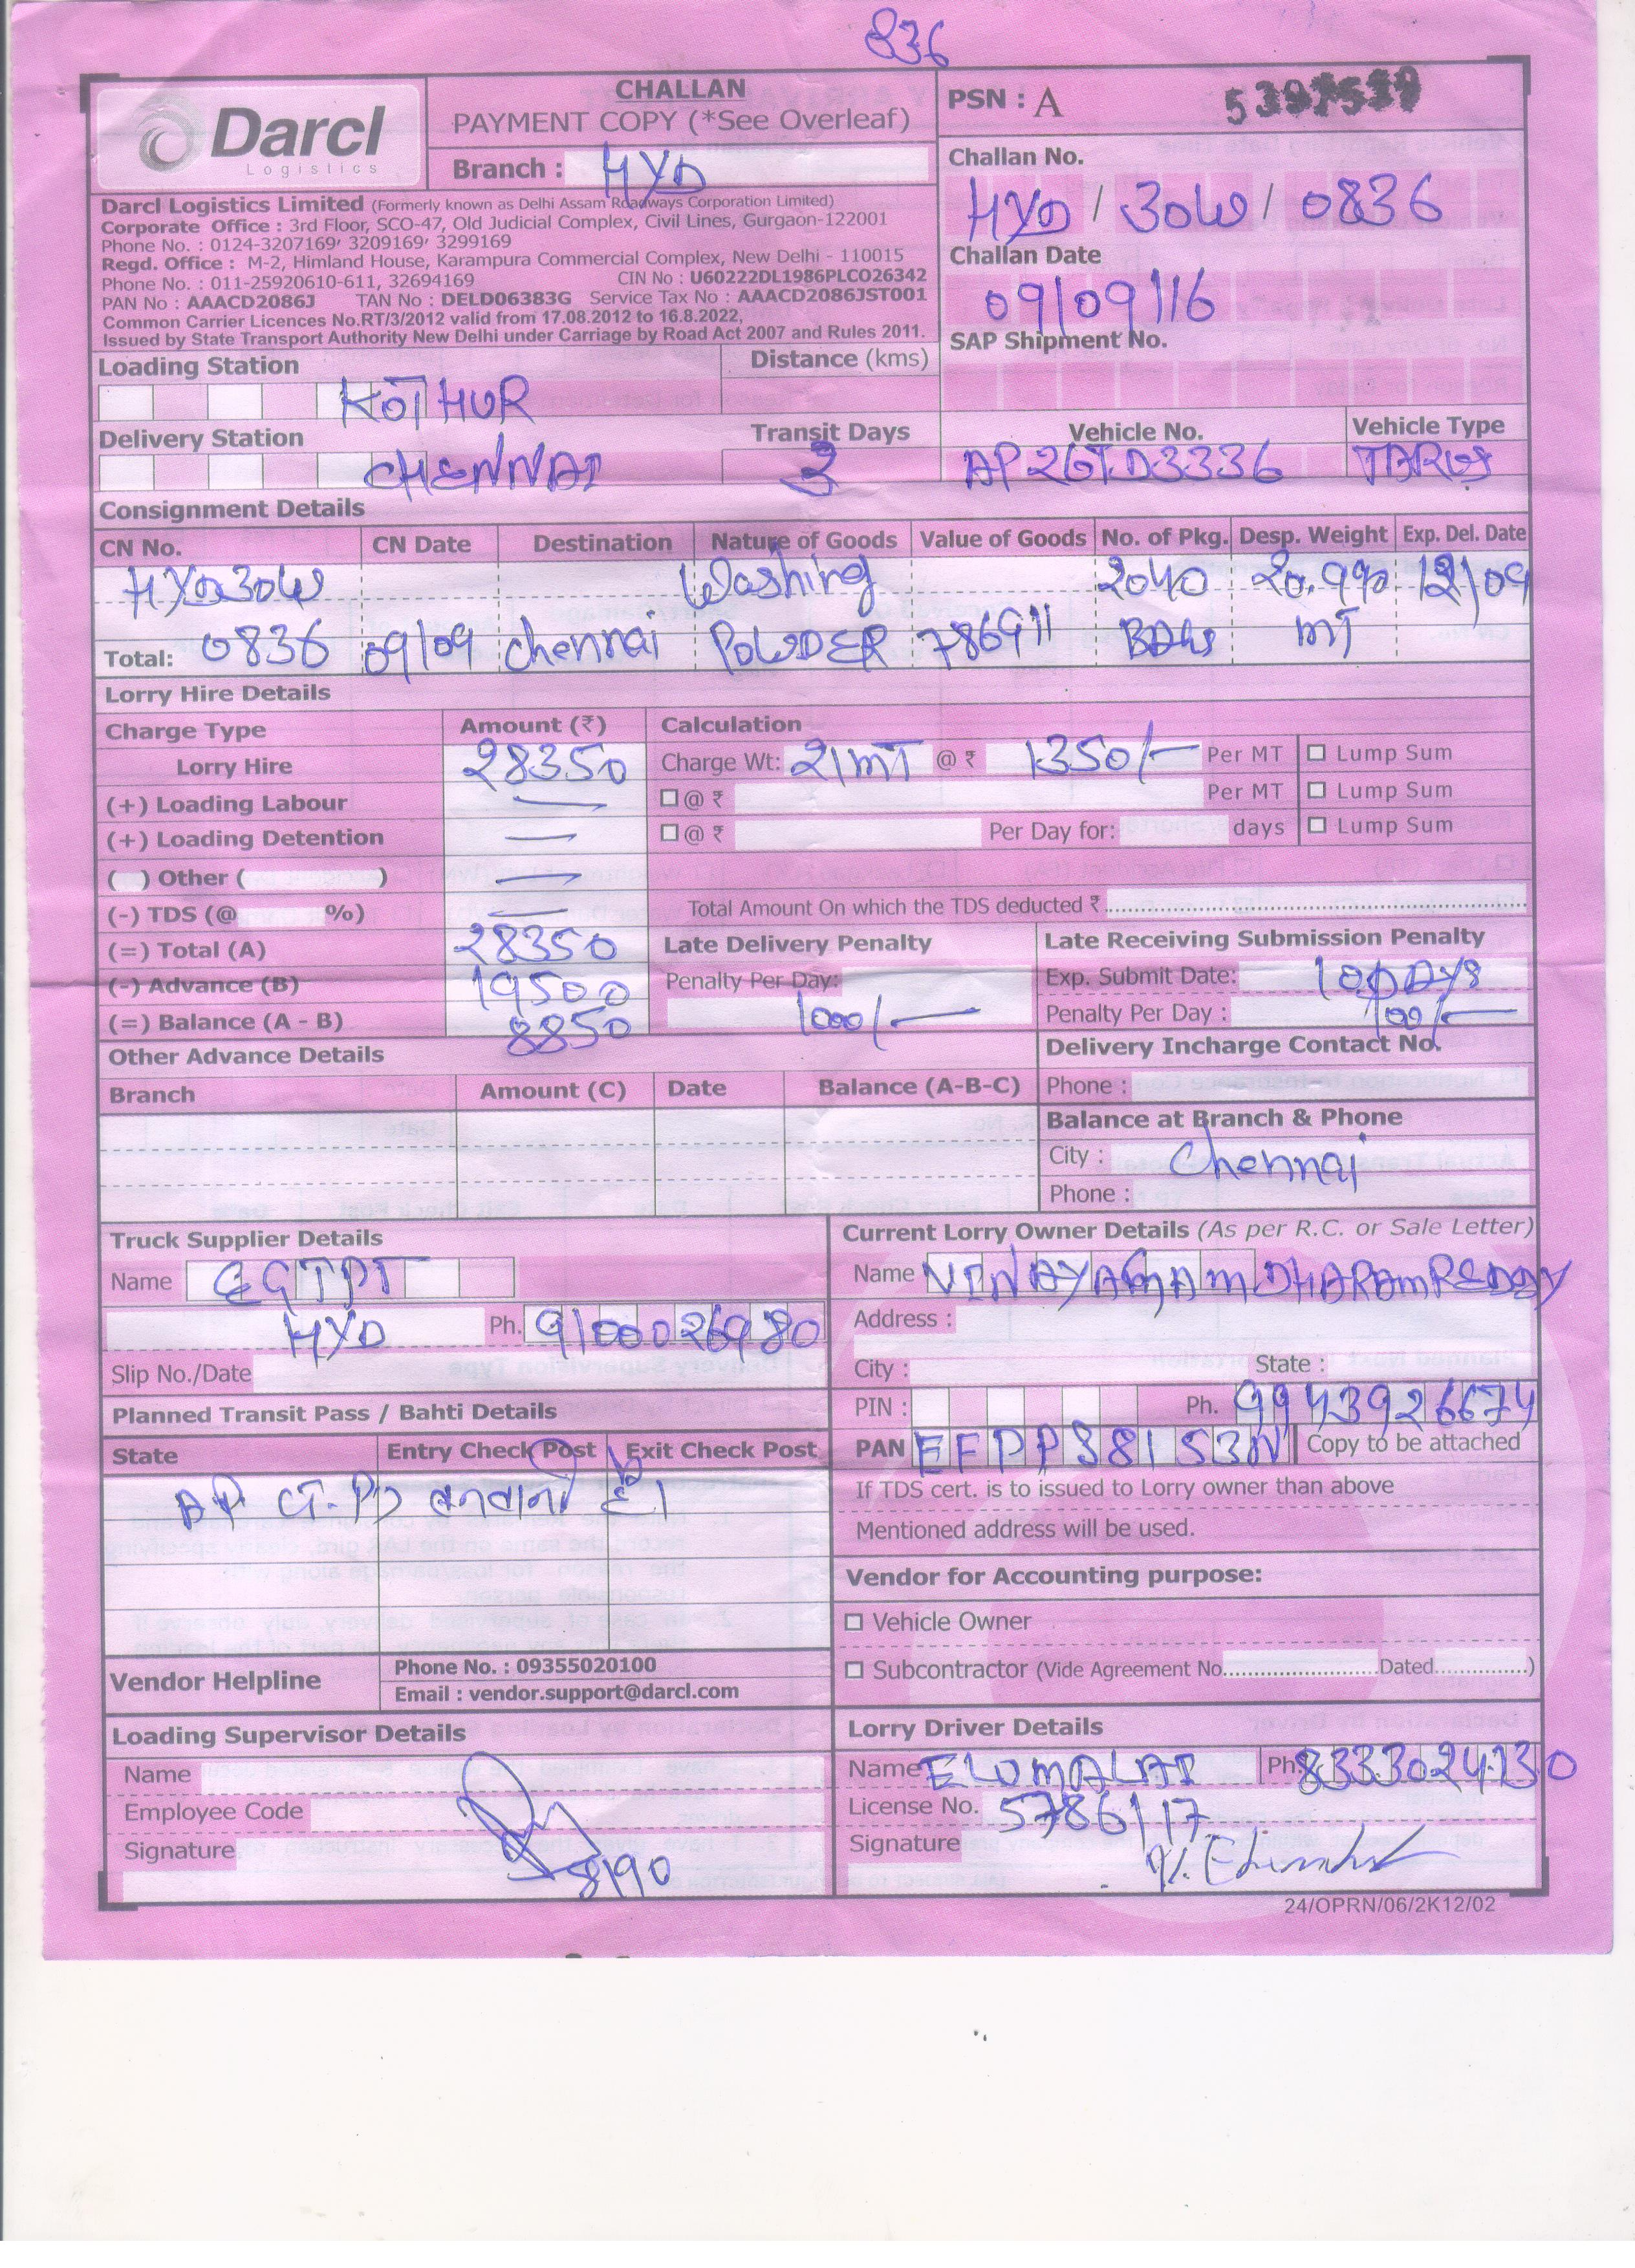 836
Darcl
Logistics
CHALLAN
PAYMENT COPY (*See Overleaf)
Branch : HYD
PSN : A
Challan No.
HYD / 30W / 0836
Darcl Logistics Limited (Formerly known as Delhi Assam Roadways Corporation Limited)
Corporate Office : 3rd Floor, SCO-47, Old Judicial Complex, Civil Lines, Gurgaon-122001
Phone No. : 0124-3207169, 3209169, 3299169
Regd. Office : M-2, Himland House, Karampura Commercial Complex, New Delhi - 110015
Phone No. : 011-25920610-611, 32694169 CIN No : U60222DL1986PLCO26342
PAN No : AAACD2086J TAN No : DELD06383G Service Tax No : AAACD2086JST001
Common Carrier Licences No.RT/3/2012 valid from 17.08.2012 to 16.8.2022,
Issued by State Transport Authority New Delhi under Carriage by Road Act 2007 and Rules 2011.
Challan Date
09/09/16
SAP Shipment No.
Loading Station Distance (kms)
KOTHUR
Delivery Station Transit Days Vehicle No. Vehicle Type
CHENNAI 3 AP26TD3336
Consignment Details
CN No. CN Date Destination Nature of Goods Value of Goods No. of Pkg. Desp. Weight Exp. Del. Date
HYD30W Washing 2040 20.990 12/09
Total: 0836 09/09 chennai POWDER 786911 BAGS MT
Lorry Hire Details
Charge Type Amount (₹) Calculation
Lorry Hire 28350 Charge Wt: 21MT @ ₹ 1350/- Per MT Lump Sum
(+) Loading Labour — @ ₹ Per MT Lump Sum
(+) Loading Detention — @ ₹ Per Day for: days Lump Sum
( ) Other ( ) —
(-) TDS (@ %) — Total Amount On which the TDS deducted ₹
(=) Total (A) 28350 Late Delivery Penalty Late Receiving Submission Penalty
(-) Advance (B) 19500 Penalty Per Day: 1000/- Exp. Submit Date: 10 DAYS
(=) Balance (A - B) 8850 Penalty Per Day : 100/-
Other Advance Details Delivery Incharge Contact No.
Branch Amount (C) Date Balance (A-B-C) Phone :
Balance at Branch & Phone
City : Chennai
Phone :
Truck Supplier Details
Name EGTPT
HYD Ph. 9100026980
Slip No./Date
Current Lorry Owner Details (As per R.C. or Sale Letter)
Name VINAYAGAM DHARAMREDDY
Address :
City : State :
PIN : Ph. 9943926674
PAN EFPPS8153N Copy to be attached
If TDS cert. is to issued to Lorry owner than above
Mentioned address will be used.
Planned Transit Pass / Bahti Details
State Entry Check Post Exit Check Post
AP
Vendor for Accounting purpose:
Vehicle Owner
Subcontractor (Vide Agreement No. Dated )
Vendor Helpline
Phone No. : 09355020100
Email : vendor.support@darcl.com
Loading Supervisor Details
Name
Employee Code
Signature
8190
Lorry Driver Details
Name ELUMALAI Ph. 8333024130
License No. 5786/17
Signature
24/OPRN/06/2K12/02